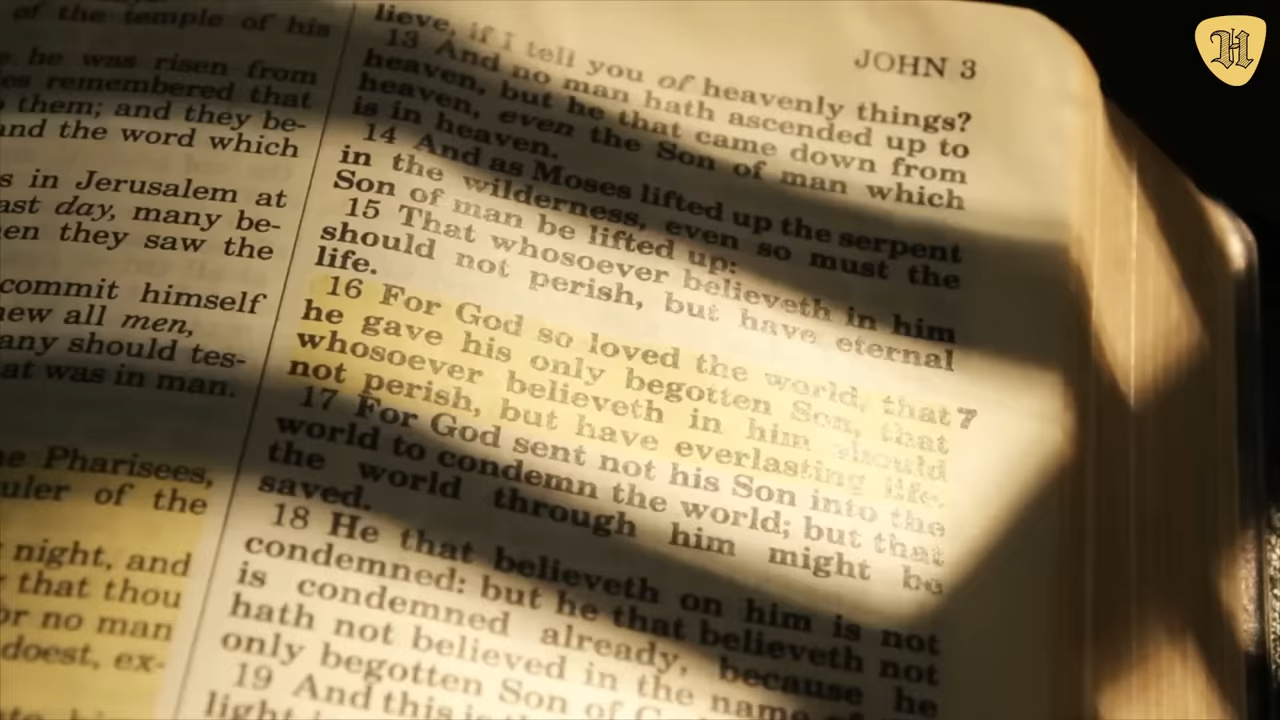 of the temple of his
he was risen from
remembered that
them; and they be-
and the word which
in Jerusalem at
day, many be-
they saw the
commit himself
all men,
any should tes-
at was in man.
Pharisees,
of the
night, and
that thou
or no man
doest, ex-
JOHN 3
lieve, if I tell you of heavenly things?
13 And no man hath ascended up to
heaven, but he that came down from
heaven, even the Son of man which
is in heaven.
14 And as Moses lifted up the serpent
in the wilderness, even so must the
Son of man be lifted up:
15 That whosoever believeth in him
should not perish, but have eternal
life.
16 For God so loved the world, that 7
he gave his only begotten Son, that
whosoever believeth in him should
not perish, but have everlasting life.
17 For God sent not his Son into the
world to condemn the world; but that
the world through him might be
saved.
18 He that believeth on him is not
condemned: but he that believeth not
is condemned already, because he
hath not believed in the name of
only begotten Son of
19 And this is
light
H